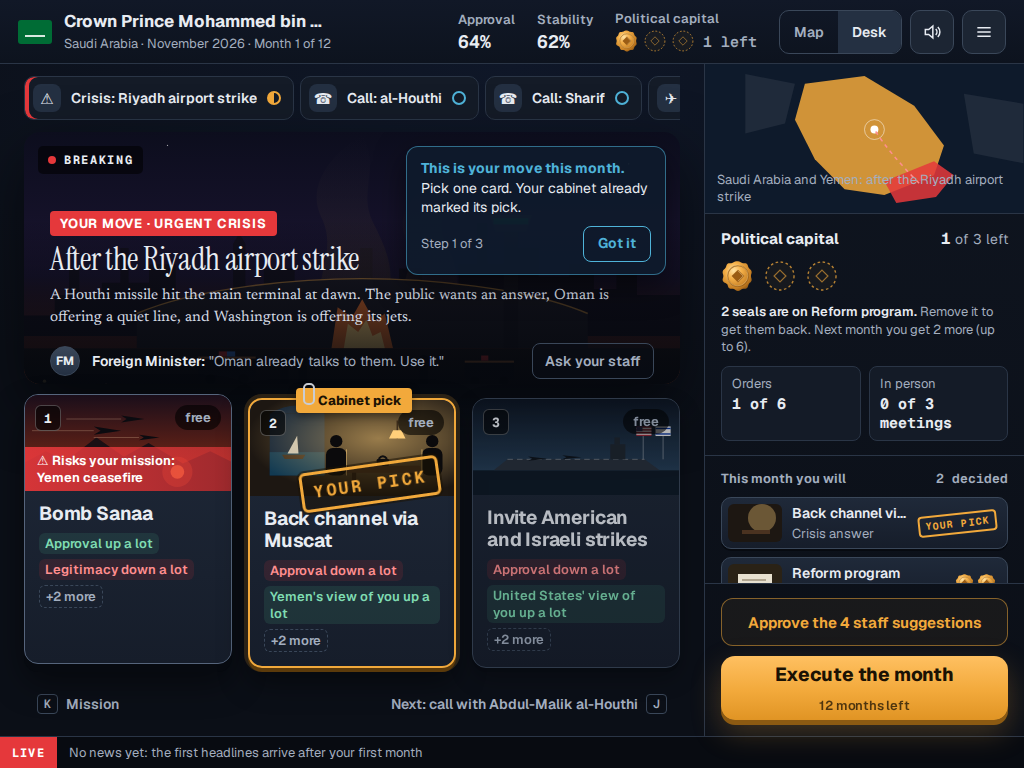 Crown Prince Mohammed bin ...
Saudi Arabia · November 2026 · Month 1 of 12
Approval
64%
Stability
62%
Political capital
1 left
Map
Desk
Crisis: Riyadh airport strike
Call: al-Houthi
Call: Sharif
BREAKING
This is your move this month.
Pick one card. Your cabinet already
marked its pick.
Step 1 of 3
Got it
YOUR MOVE · URGENT CRISIS
After the Riyadh airport strike
A Houthi missile hit the main terminal at dawn. The public wants an answer, Oman is
offering a quiet line, and Washington is offering its jets.
FM
Foreign Minister: "Oman already talks to them. Use it."
Ask your staff
1
free
⚠ Risks your mission:
Yemen ceasefire
Bomb Sanaa
Approval up a lot
Legitimacy down a lot
+2 more
Cabinet pick
2
free
YOUR PICK
Back channel via
Muscat
Approval down a lot
Yemen's view of you up a
lot
+2 more
3
free
Invite American
and Israeli strikes
Approval down a lot
United States' view of
you up a lot
+2 more
K
Mission
Next: call with Abdul-Malik al-Houthi
J
Saudi Arabia and Yemen: after the Riyadh airport
strike
Political capital
1 of 3 left
2 seals are on Reform program. Remove it to
get them back. Next month you get 2 more (up
to 6).
Orders
1 of 6
In person
0 of 3
meetings
This month you will
2 decided
Back channel vi...
Crisis answer
YOUR PICK
Reform program
Approve the 4 staff suggestions
Execute the month
12 months left
LIVE
No news yet: the first headlines arrive after your first month